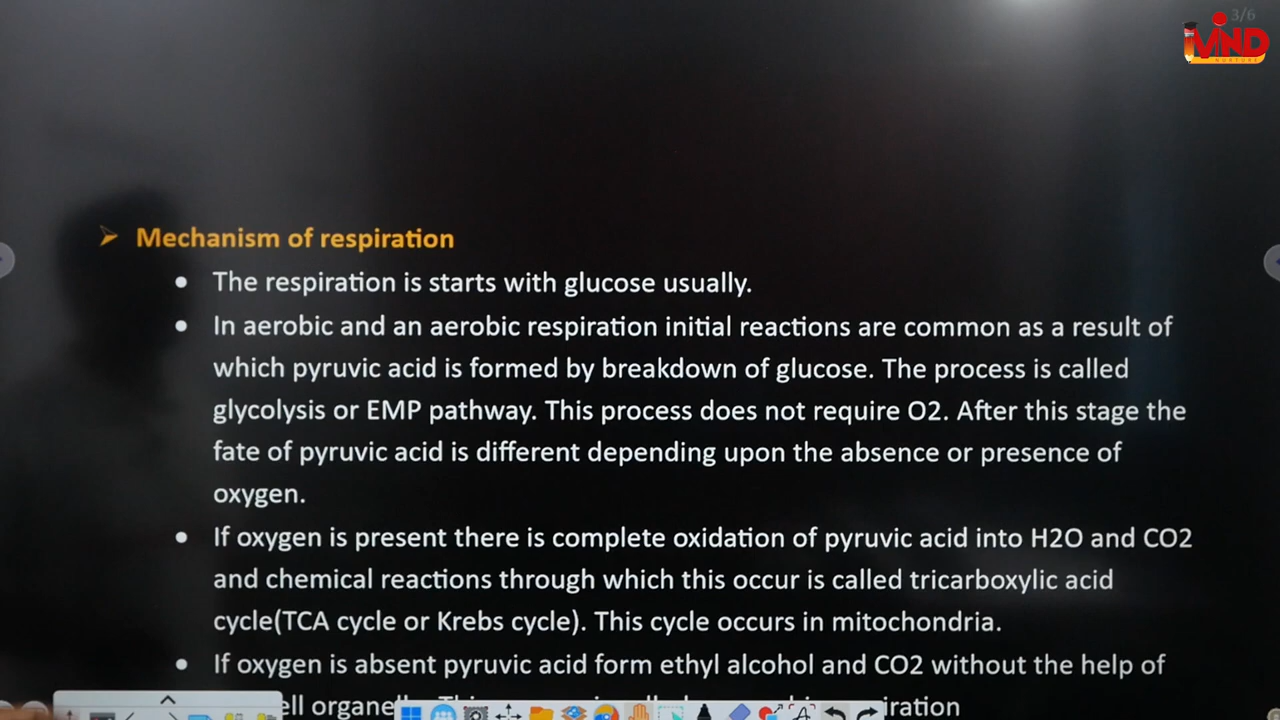 3/6
MIND
NURTURE
➤ Mechanism of respiration
• The respiration is starts with glucose usually.
• In aerobic and an aerobic respiration initial reactions are common as a result of
which pyruvic acid is formed by breakdown of glucose. The process is called
glycolysis or EMP pathway. This process does not require O2. After this stage the
fate of pyruvic acid is different depending upon the absence or presence of
oxygen.
• If oxygen is present there is complete oxidation of pyruvic acid into H2O and CO2
and chemical reactions through which this occur is called tricarboxylic acid
cycle(TCA cycle or Krebs cycle). This cycle occurs in mitochondria.
• If oxygen is absent pyruvic acid form ethyl alcohol and CO2 without the help of